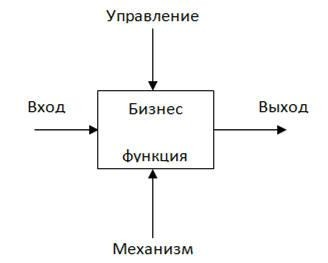 Управление
Вход
Бизнес
Выход
функция
Механизм